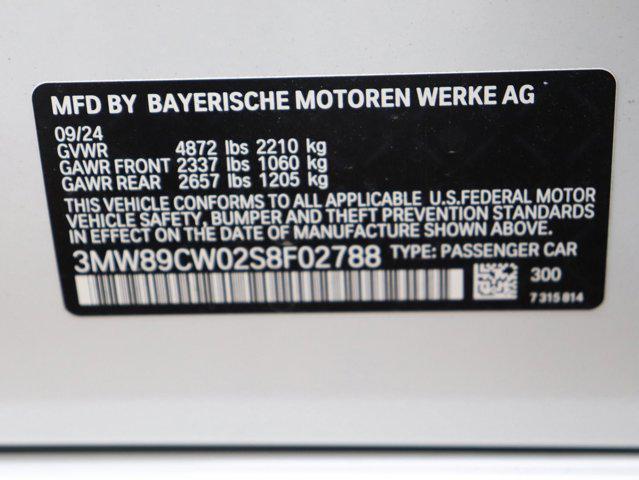 MFD BY BAYERISCHE MOTOREN WERKE AG
09/24
GVWR 4872 lbs 2210 kg
GAWR FRONT 2337 lbs 1060 kg
GAWR REAR 2657 lbs 1205 kg
THIS VEHICLE CONFORMS TO ALL APPLICABLE U.S.FEDERAL MOTOR
VEHICLE SAFETY, BUMPER AND THEFT PREVENTION STANDARDS
IN EFFECT ON THE DATE OF MANUFACTURE SHOWN ABOVE.
3MW89CW02S8F02788 TYPE: PASSENGER CAR
300
7 315 814